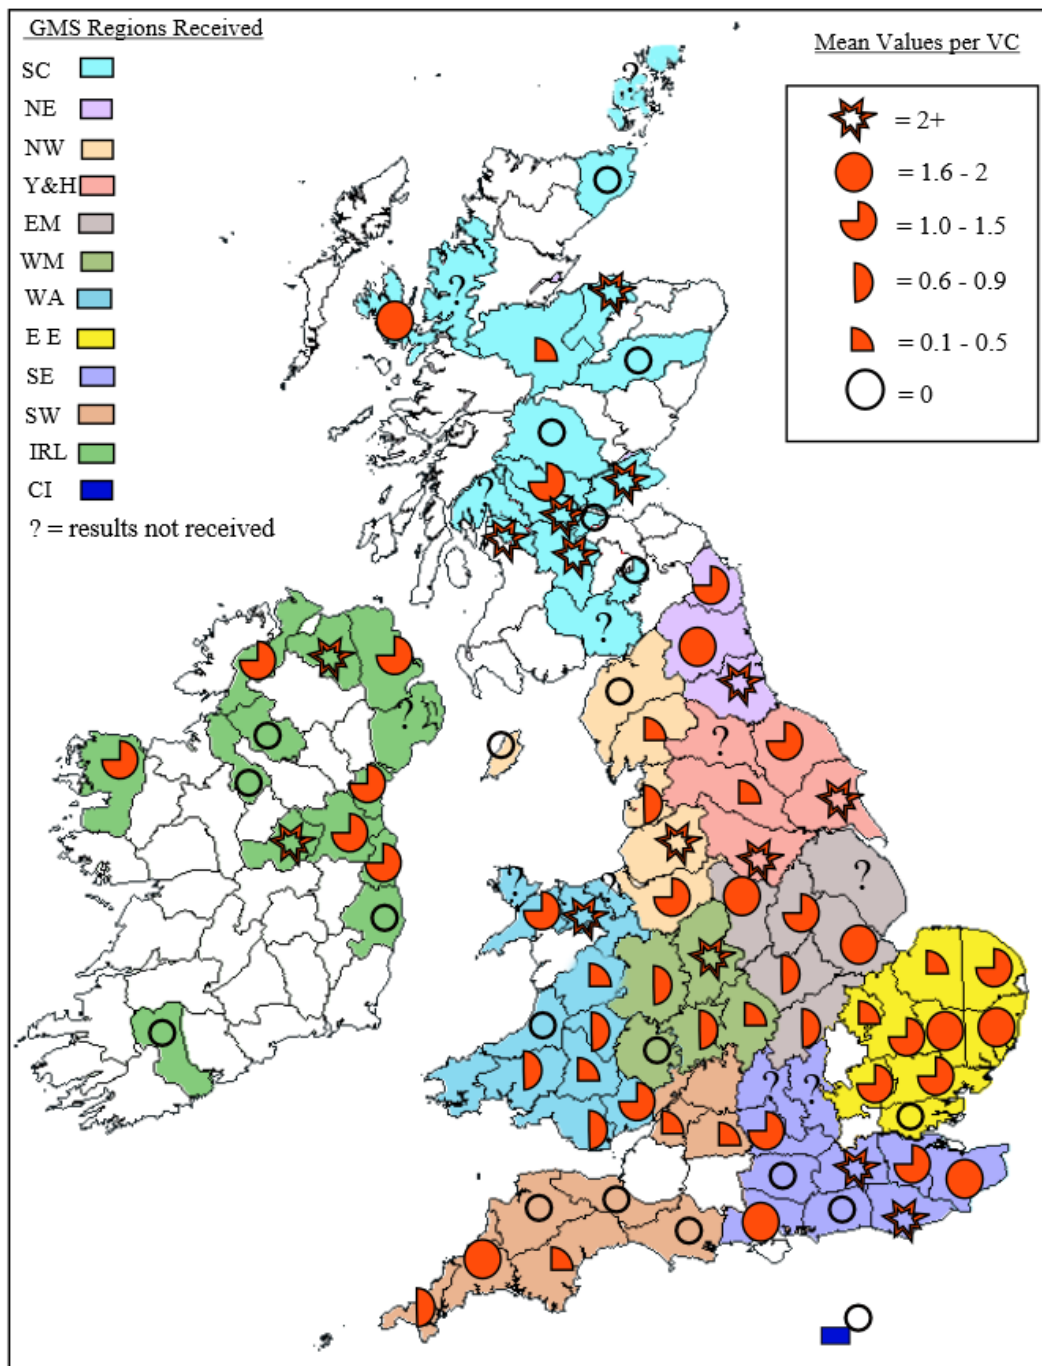 GMS Regions Received
SC
NE
NW
Y&H
EM
WM
WA
E E
SE
SW
IRL
CI
? = results not received
Mean Values per VC
= 2+
= 1.6 - 2
= 1.0 - 1.5
= 0.6 - 0.9
= 0.1 - 0.5
= 0
?
?
?
?
?
?
?
?
?
?
?